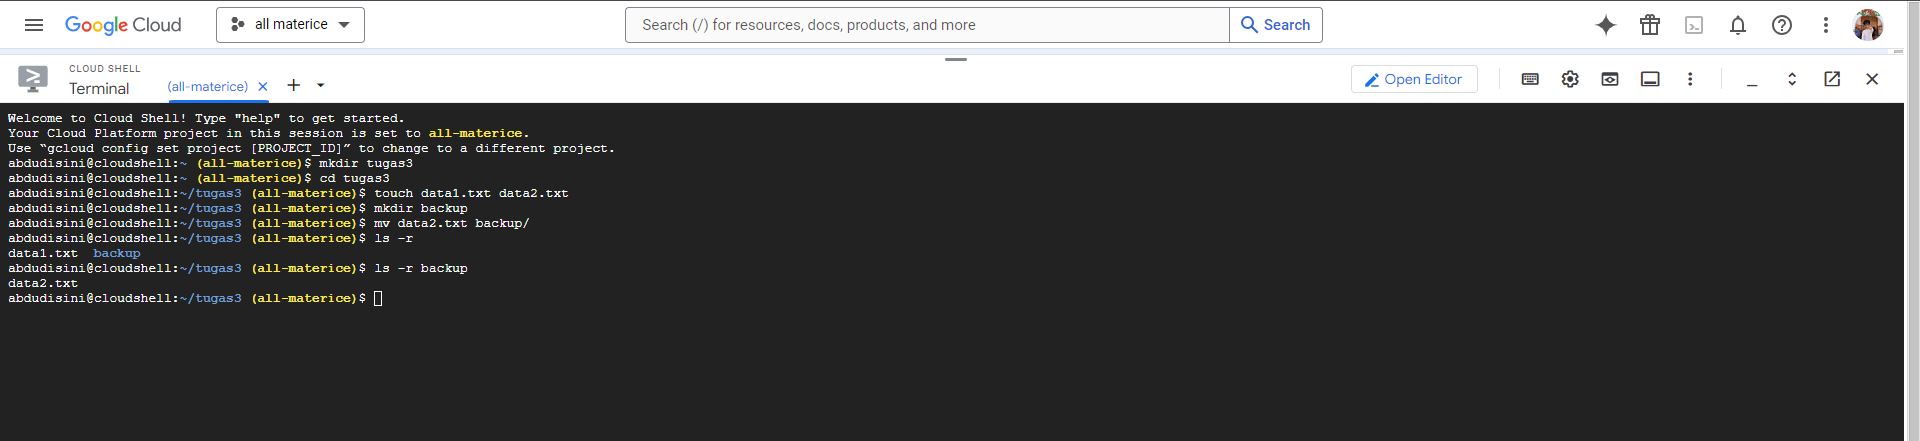 Google Cloud
all materice
Search (/) for resources, docs, products, and more
Search
CLOUD SHELL
Terminal
(all-materice)
Open Editor
Welcome to Cloud Shell! Type "help" to get started.
Your Cloud Platform project in this session is set to all-materice.
Use “gcloud config set project [PROJECT_ID]” to change to a different project.
abdudisini@cloudshell:~ (all-materice)$ mkdir tugas3
abdudisini@cloudshell:~ (all-materice)$ cd tugas3
abdudisini@cloudshell:~/tugas3 (all-materice)$ touch data1.txt data2.txt
abdudisini@cloudshell:~/tugas3 (all-materice)$ mkdir backup
abdudisini@cloudshell:~/tugas3 (all-materice)$ mv data2.txt backup/
abdudisini@cloudshell:~/tugas3 (all-materice)$ ls -r
data1.txt  backup
abdudisini@cloudshell:~/tugas3 (all-materice)$ ls -r backup
data2.txt
abdudisini@cloudshell:~/tugas3 (all-materice)$